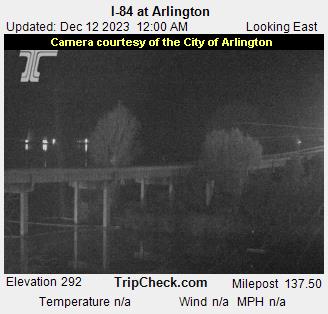 I-84 at Arlington
Updated: Dec 12 2023 12:00 AM Looking East
Camera courtesy of the City of Arlington
Elevation 292 TripCheck.com Milepost 137.50
Temperature n/a Wind n/a MPH n/a